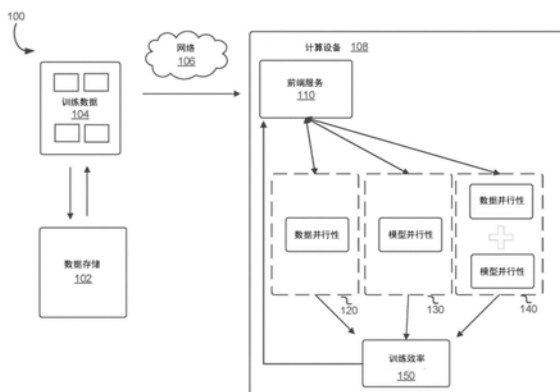 100
网络
106
计算设备 108
训练数据
104
前端服务
110
数据存储
102
数据并行性
模型并行性
数据并行性
模型并行性
120
130
140
训练效率
150